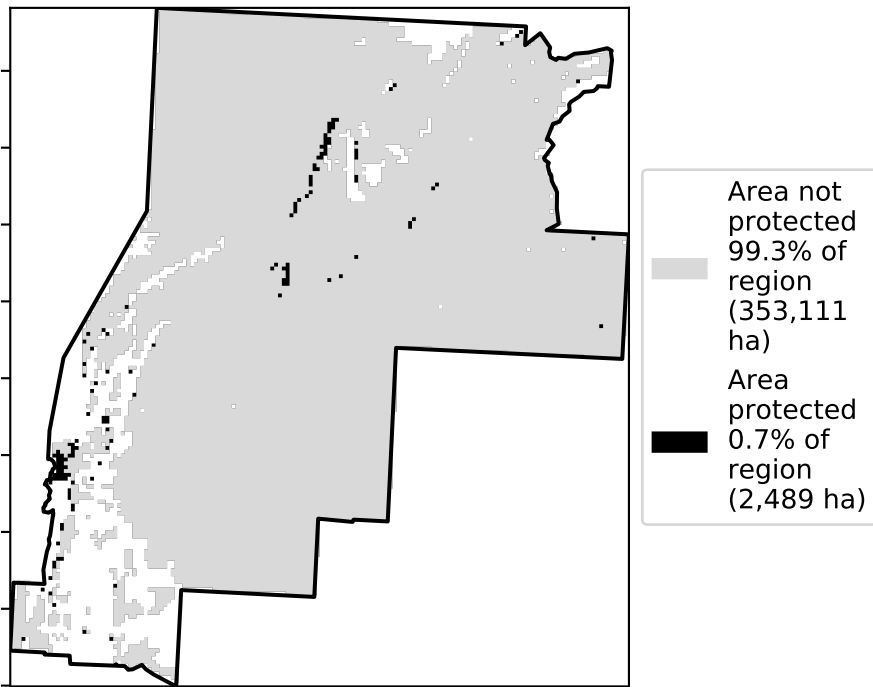 Area not
protected
99.3% of
region
(353,111
ha)
Area
protected
0.7% of
region
(2,489 ha)